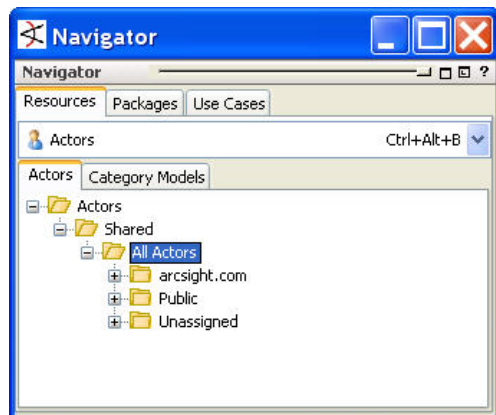 Navigator
Navigator ?
Resources Packages Use Cases
Actors Ctrl+Alt+B
Actors Category Models
Actors
Shared
All Actors
arcsight.com
Public
Unassigned